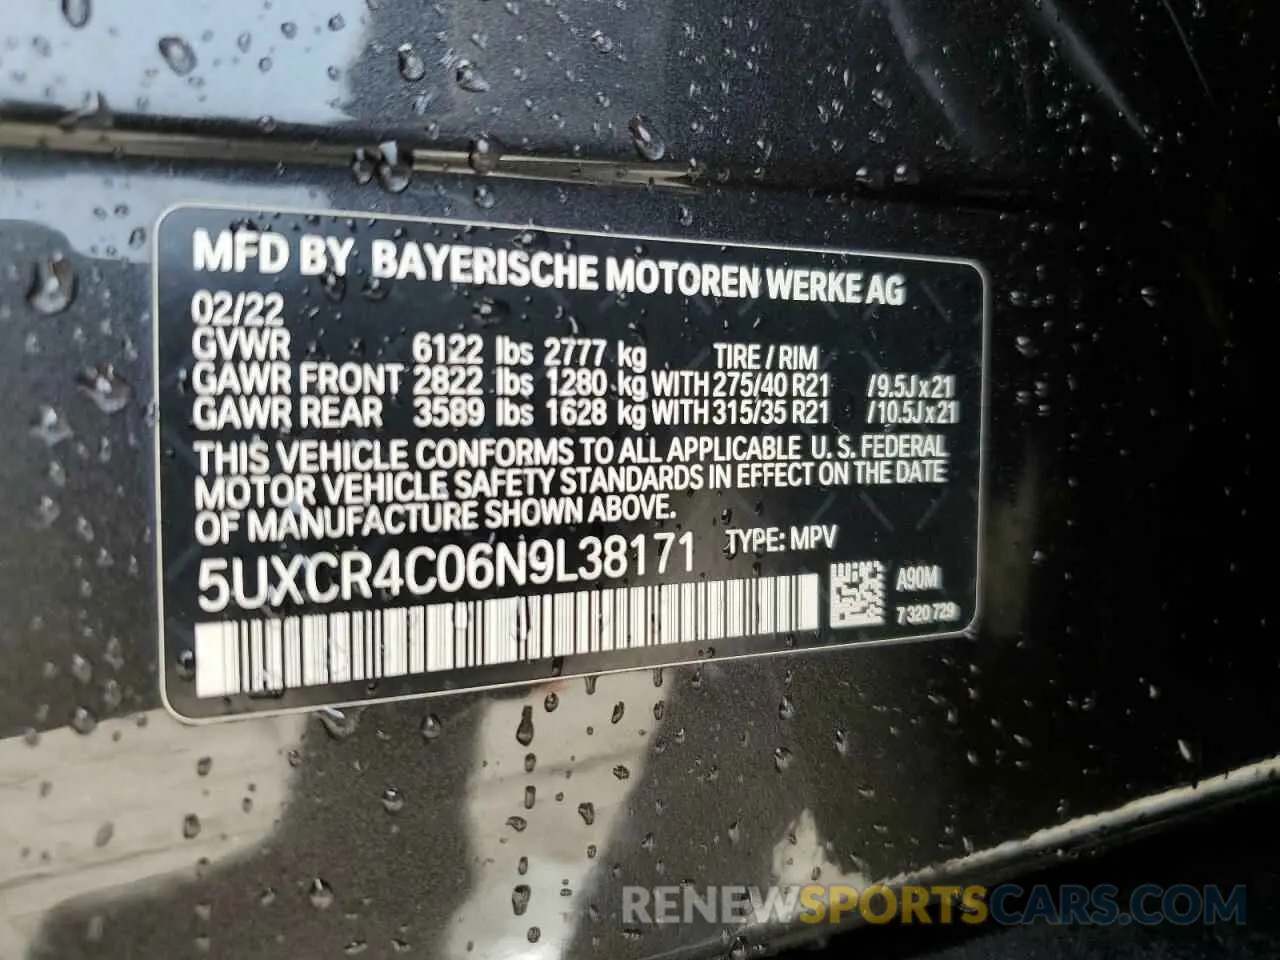 MFD BY BAYERISCHE MOTOREN WERKE AG
02/22
GVWR 6122 lbs 2777 kg TIRE / RIM
GAWR FRONT 2822 lbs 1280 kg WITH 275/40 R21 / 9.5J x 21
GAWR REAR 3589 lbs 1628 kg WITH 315/35 R21 / 10.5J x 21
THIS VEHICLE CONFORMS TO ALL APPLICABLE U. S. FEDERAL
MOTOR VEHICLE SAFETY STANDARDS IN EFFECT ON THE DATE
OF MANUFACTURE SHOWN ABOVE.
5UXCR4C06N9L38171 TYPE: MPV
A90M
7 320 729
RENEWSPORTSCARS.COM